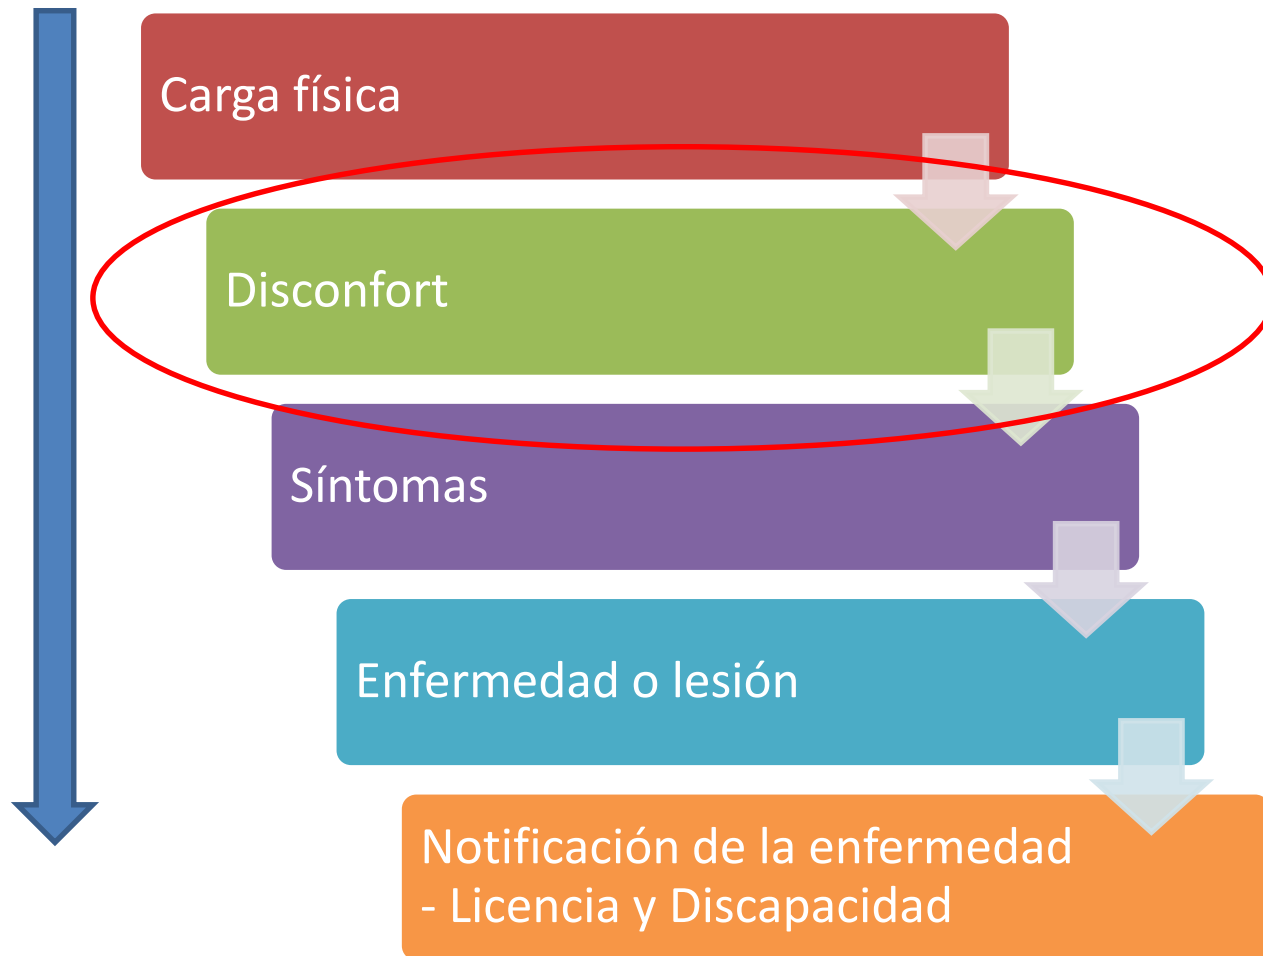 Carga física
Disconfort
Síntomas
Enfermedad o lesión
Notificación de la enfermedad
- Licencia y Discapacidad